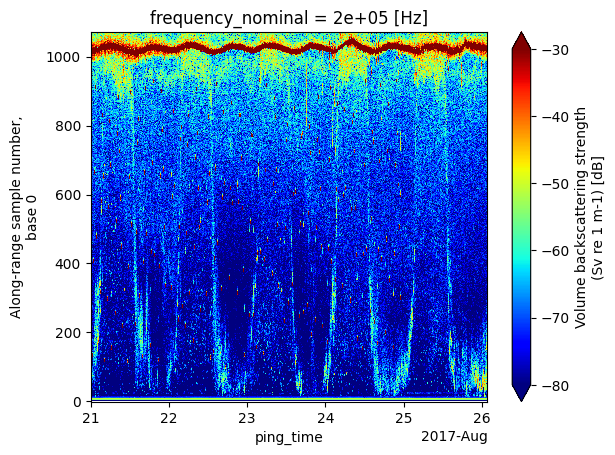 frequency_nominal = 2e+05 [Hz]
1000
800
600
400
200
0
Along-range sample number,
base 0
21
22
23
24
25
26
ping_time
2017-Aug
−30
−40
−50
−60
−70
−80
Volume backscattering strength
(Sv re 1 m-1) [dB]